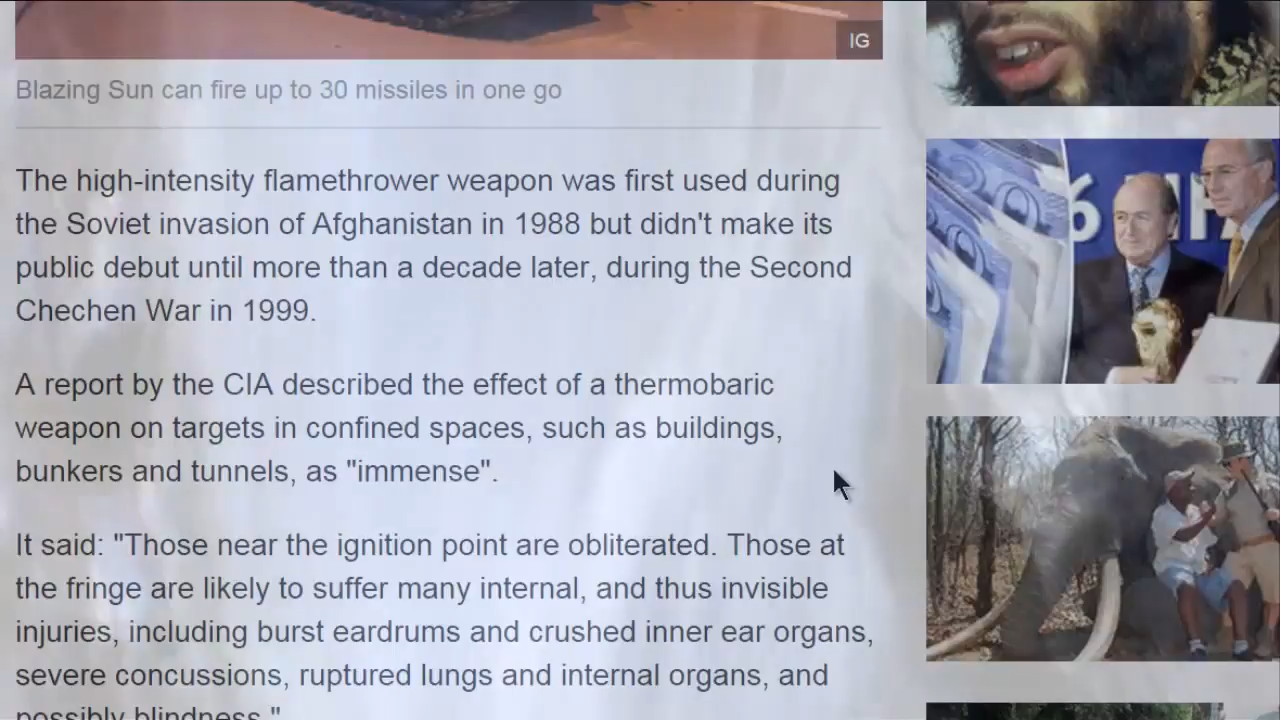 IG
Blazing Sun can fire up to 30 missiles in one go
The high-intensity flamethrower weapon was first used during
the Soviet invasion of Afghanistan in 1988 but didn't make its
public debut until more than a decade later, during the Second
Chechen War in 1999.
A report by the CIA described the effect of a thermobaric
weapon on targets in confined spaces, such as buildings,
bunkers and tunnels, as "immense".
It said: "Those near the ignition point are obliterated. Those at
the fringe are likely to suffer many internal, and thus invisible
injuries, including burst eardrums and crushed inner ear organs,
severe concussions, ruptured lungs and internal organs, and
possibly blindness."